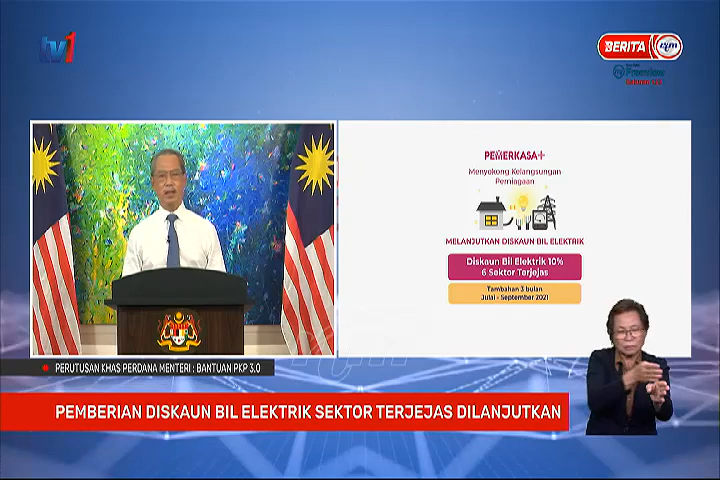 tv1
BERITA rtm
PEMERKASA+
Menyokong Kelangsungan
Perniagaan
MELANJUTKAN DISKAUN BIL ELEKTRIK
Diskaun Bil Elektrik 10%
6 Sektor Terjejas
Tambahan 3 bulan
Julai - September 2021
PERUTUSAN KHAS PERDANA MENTERI : BANTUAN PKP 3.0
PEMBERIAN DISKAUN BIL ELEKTRIK SEKTOR TERJEJAS DILANJUTKAN